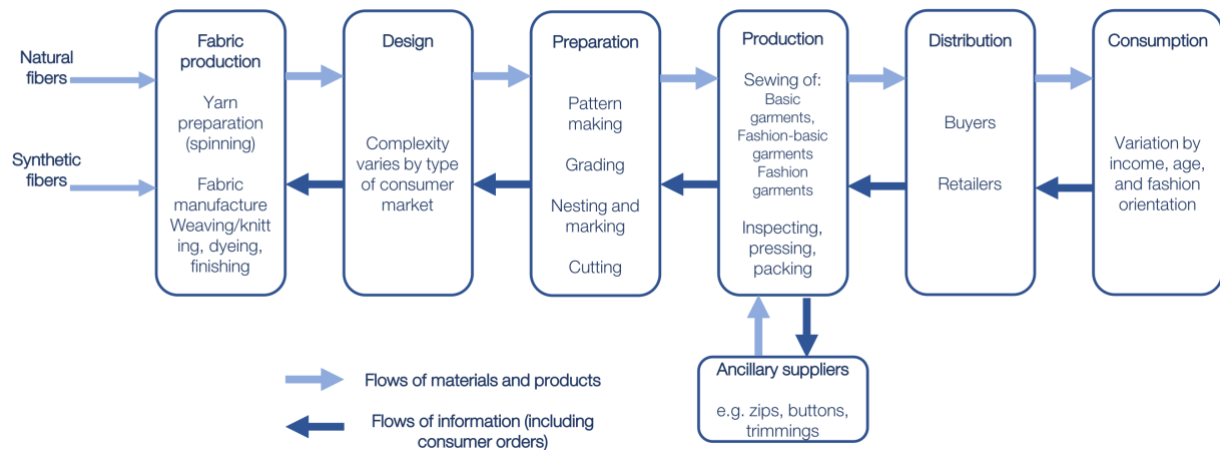 Natural
fibers
Synthetic
fibers
Fabric
production
Yarn
preparation
(spinning)
Fabric
manufacture
Weaving/knitt
ing, dyeing,
finishing
Design
Complexity
varies by type
of consumer
market
Preparation
Pattern
making
Grading
Nesting and
marking
Cutting
Production
Sewing of:
Basic
garments,
Fashion-basic
garments
Fashion
garments
Inspecting,
pressing,
packing
Distribution
Buyers
Retailers
Consumption
Variation by
income, age,
and fashion
orientation
Ancillary suppliers
e.g. zips, buttons,
trimmings
Flows of materials and products
Flows of information (including
consumer orders)